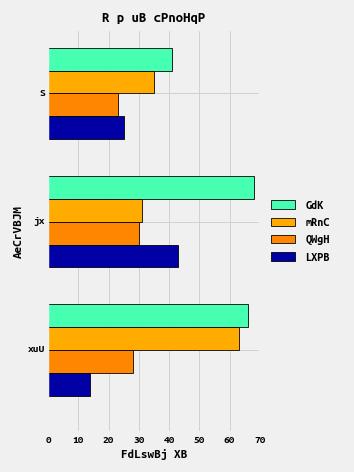 R p uB cPnoHqP
AeCrVBJM
s
jx
xuU
0 10 20 30 40 50 60 70
FdLswBj XB
GdK
mRnC
QWgH
LXPB